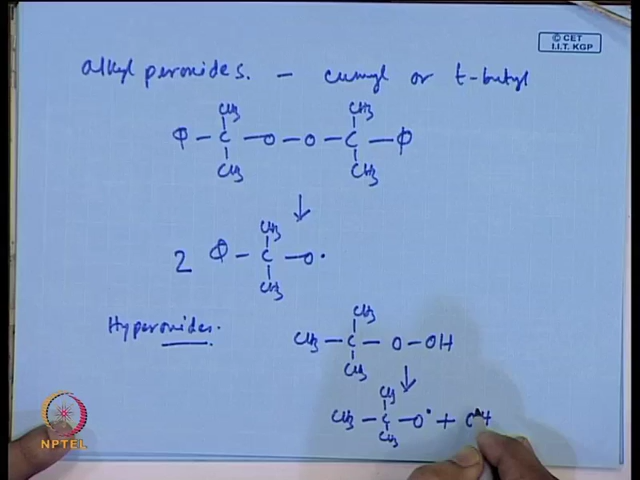 © CET
I.I.T. KGP
alkyl peroxides. - cumyl or t-butyl
CH3 CH3
Φ - C - O - O - C - Φ
CH3 CH3
↓
CH3
2 Φ - C - O•
CH3
Hyperoxides.
CH3
CH3 - C - O - OH
CH3
↓
CH3
CH3 - C - O• + O•H
CH3
NPTEL